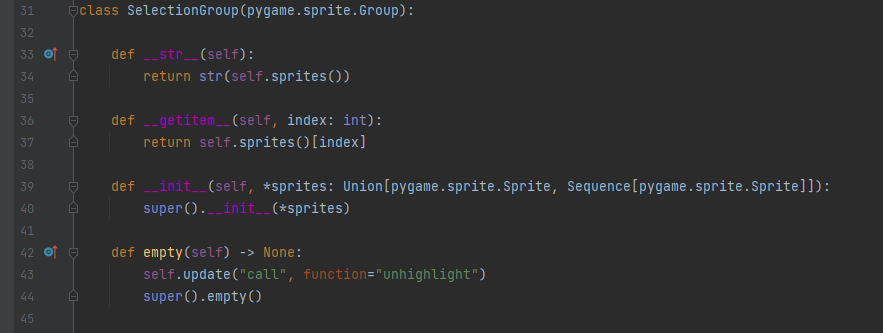 31 class SelectionGroup(pygame.sprite.Group):
32
33 def __str__(self):
34 return str(self.sprites())
35
36 def __getitem__(self, index: int):
37 return self.sprites()[index]
38
39 def __init__(self, *sprites: Union[pygame.sprite.Sprite, Sequence[pygame.sprite.Sprite]]):
40 super().__init__(*sprites)
41
42 def empty(self) -> None:
43 self.update("call", function="unhighlight")
44 super().empty()
45